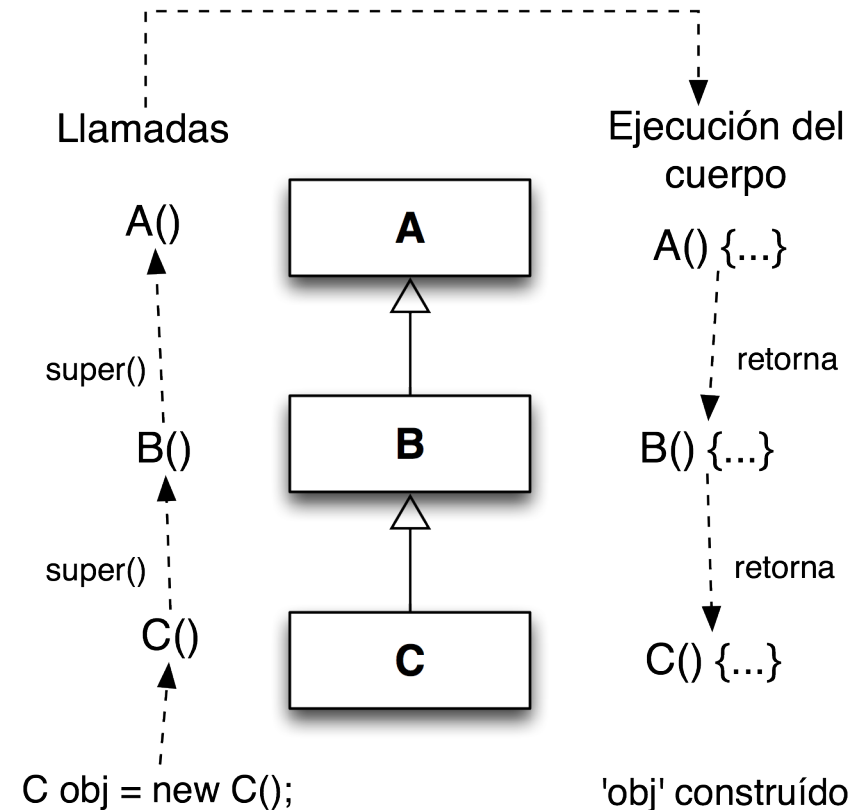 Llamadas
Ejecución del
cuerpo
A()
A
A() {...}
super()
retorna
B()
B
B() {...}
super()
retorna
C()
C
C() {...}
C obj = new C();
'obj' construído